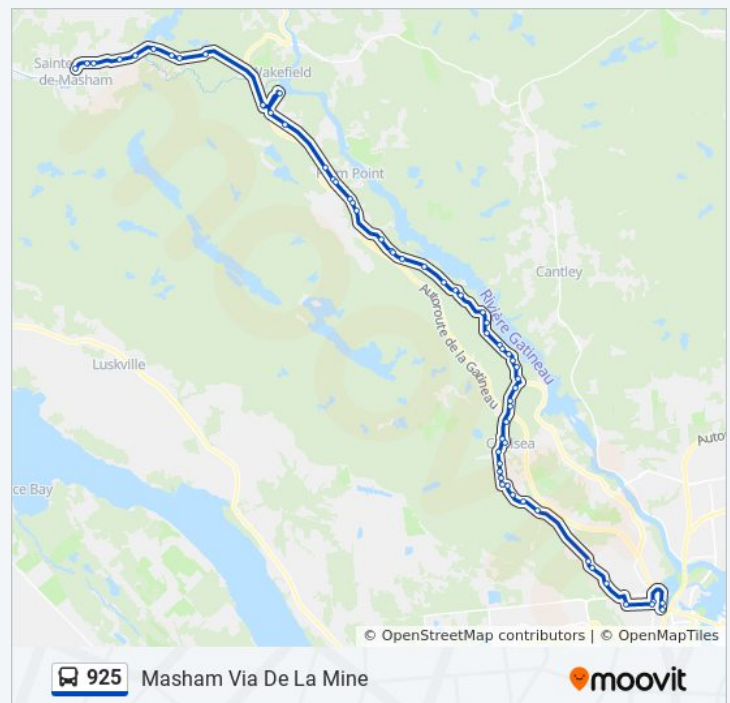 Sainte
de-Masham
Wakefield
Farm Point
Cantley
Rivière Gatineau
Autoroute de la Gatineau
Luskville
Chelsea
Auto
ce Bay
© OpenStreetMap contributors | © OpenMapTiles
925 Masham Via De La Mine
moovit
moovit